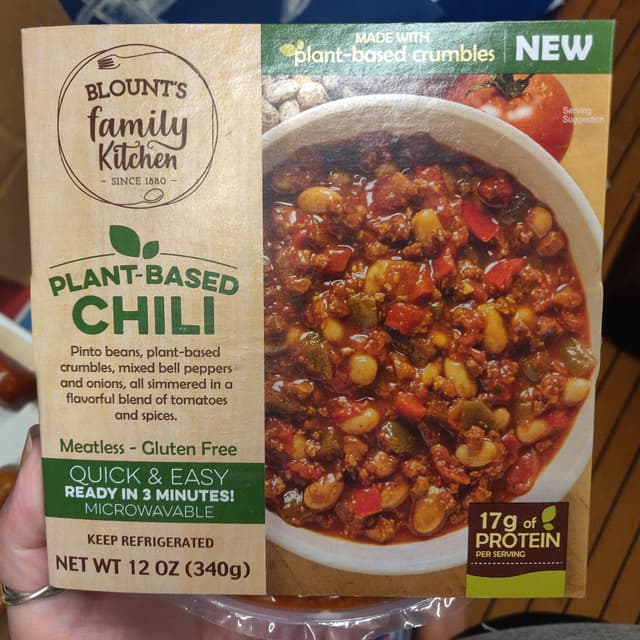 BLOUNT'S
family
Kitchen
- SINCE 1880 -
MADE WITH
plant-based crumbles
NEW
Serving
Suggestion
PLANT-BASED
CHILI
Pinto beans, plant-based
crumbles, mixed bell peppers
and onions, all simmered in a
flavorful blend of tomatoes
and spices.
Meatless - Gluten Free
QUICK & EASY
READY IN 3 MINUTES!
MICROWAVABLE
KEEP REFRIGERATED
NET WT 12 OZ (340g)
17g of
PROTEIN
PER SERVING